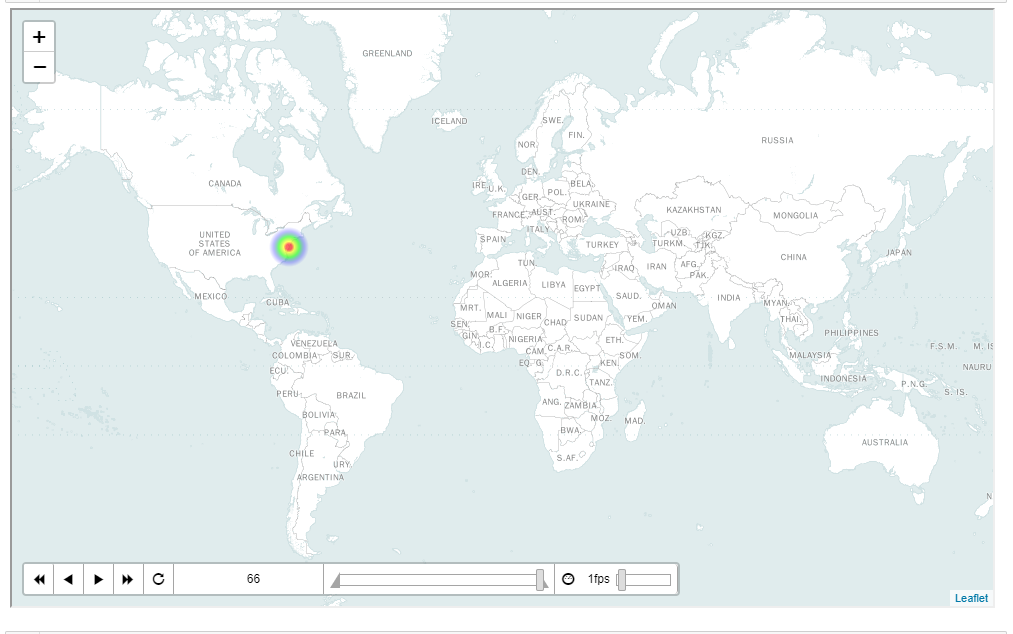 +
−
GREENLAND
ICELAND
SWE.
FIN.
NOR.
RUSSIA
DEN.
CANADA
IRE.
U.K.
BELA.
POL.
GER.
UKRAINE
KAZAKHSTAN
MONGOLIA
FRANCE
AUST.
ROM.
ITALY
UNITED
STATES
OF AMERICA
SPAIN
TURKEY
UZB.
KGZ.
TURKM.
TJK.
CHINA
JAPAN
TUN.
MOR.
ALGERIA
LIBYA
EGYPT
IRAQ
IRAN
AFG.
PAK.
MEXICO
CUBA
SAUD.
OMAN
INDIA
MYAN.
MRT.
MALI
NIGER
CHAD
SUDAN
YEM.
THAI.
SEN.
GIN.
B.F.
I.C.
NIGERIA
PHILIPPINES
VENEZUELA
COLOMBIA
SUR.
CAM.
C.A.R.
ETH.
SOM.
F.S.M.
M. IS
MALAYSIA
ECU.
EQ. G.
KEN.
NAURU
D.R.C.
INDONESIA
P.N.G.
S. IS.
PERU
BRAZIL
TANZ.
ANG.
ZAMBIA
BOLIVIA
MOZ.
MAD.
PARA.
BWA.
AUSTRALIA
CHILE
URY.
S.AF.
ARGENTINA
N
66
1fps
Leaflet